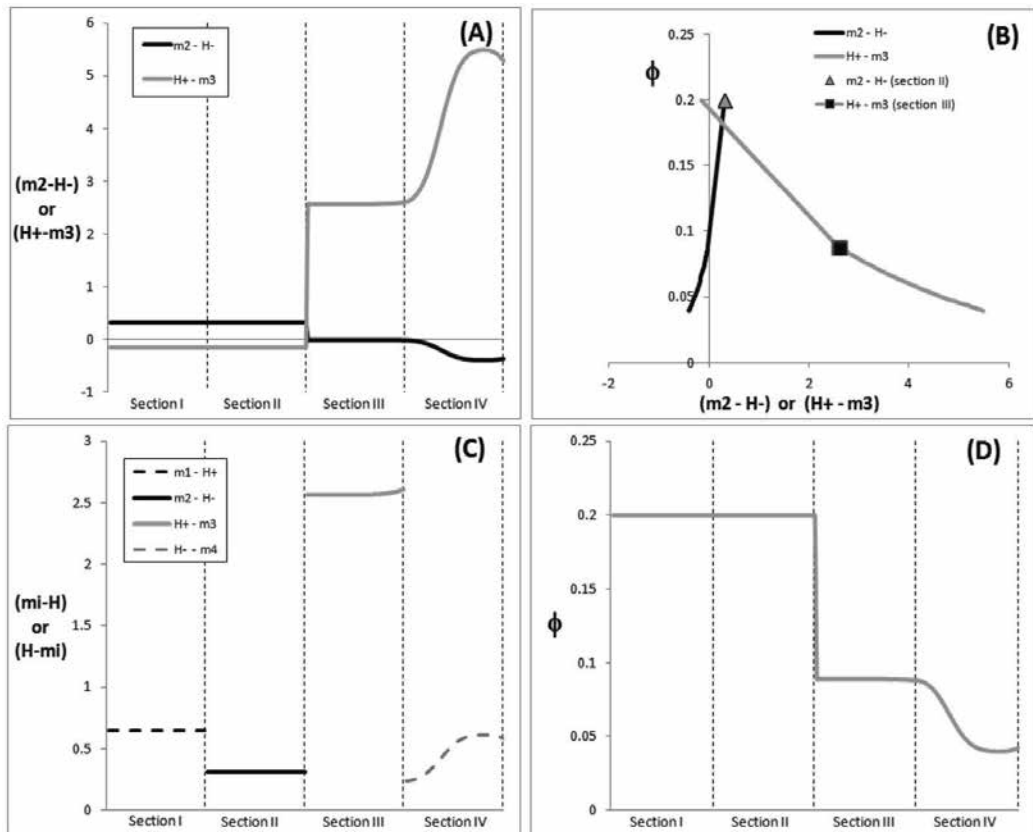 (A)
m2 - H-
H+ - m3
6
5
4
3
2
1
0
-1
(m2-H-)
or
(H+-m3)
Section I
Section II
Section III
Section IV
(B)
m2 - H-
H+ - m3
m2 - H- (section II)
H+ - m3 (section III)
ϕ
0.25
0.2
0.15
0.1
0.05
0
-2
0
2
4
6
(m2 - H-) or (H+ - m3)
(C)
m1 - H+
m2 - H-
H+ - m3
H- - m4
3
2.5
2
1.5
1
0.5
0
(mi-H)
or
(H-mi)
Section I
Section II
Section III
Section IV
(D)
0.25
0.2
0.15
0.1
0.05
0
ϕ
Section I
Section II
Section III
Section IV